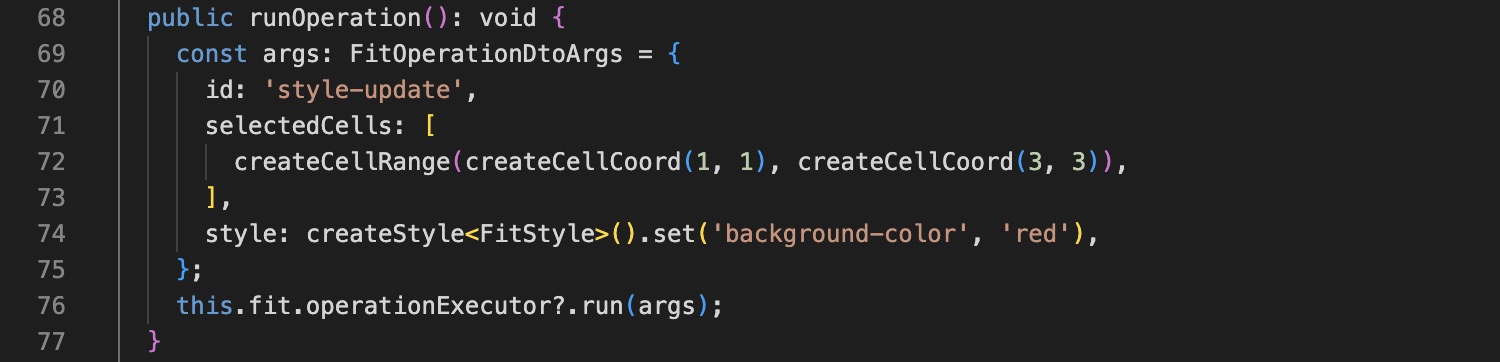 68 public runOperation(): void {
69 const args: FitOperationDtoArgs = {
70 id: 'style-update',
71 selectedCells: [
72 createCellRange(createCellCoord(1, 1), createCellCoord(3, 3)),
73 ],
74 style: createStyle<FitStyle>().set('background-color', 'red'),
75 };
76 this.fit.operationExecutor?.run(args);
77 }